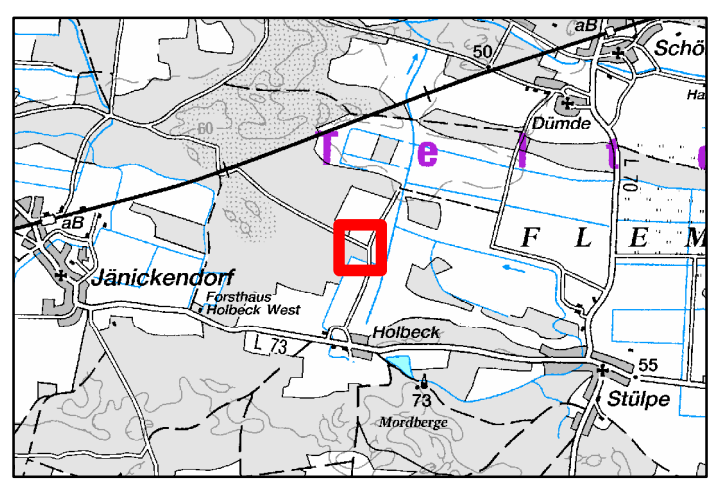 aB
50
Schö
Ha
Dümde
60
T e l t
L 70
F L E M
aB
Jänickendorf
Forsthaus
Holbeck West
L 73
Holbeck
55
73
Stülpe
Mordberge